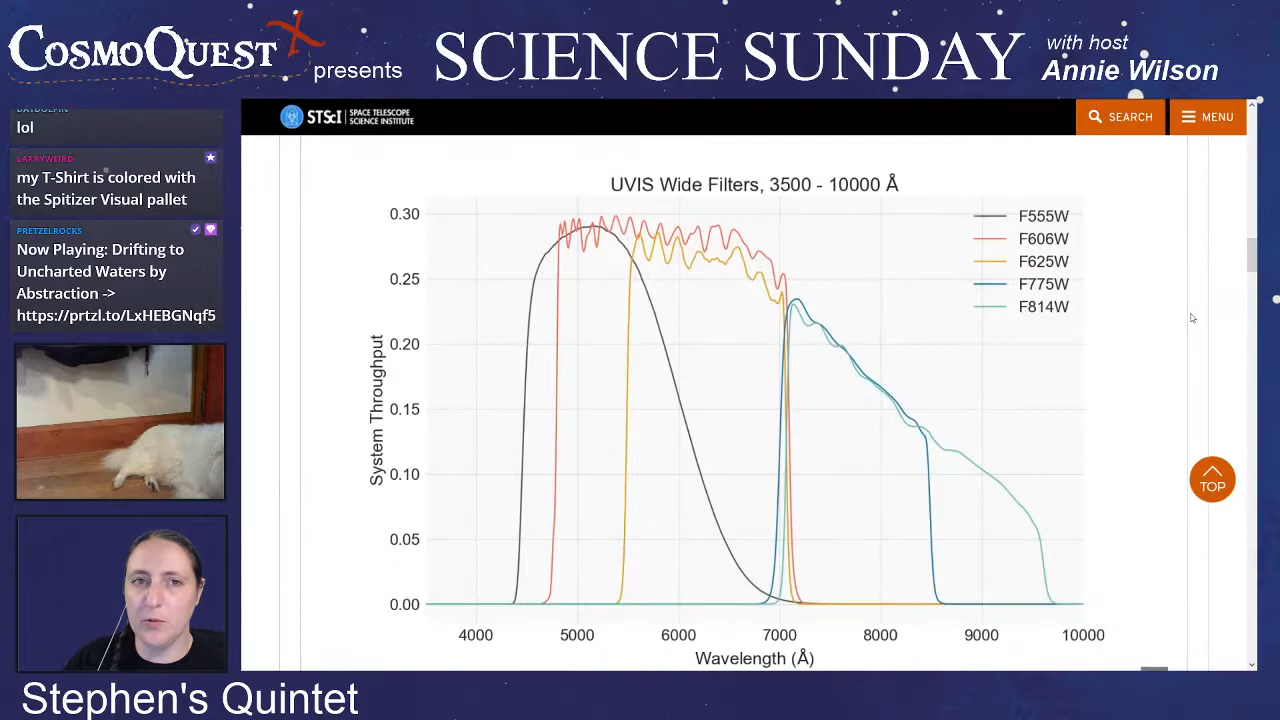 COSMOQUEST X
presents
SCIENCE SUNDAY
with host
Annie Wilson
DAYDOLFIN
lol
LARRYWEIRD
my T-Shirt is colored with
the Spitizer Visual pallet
PRETZELROCKS
Now Playing: Drifting to
Uncharted Waters by
Abstraction ->
https://prtzl.to/LxHEBGNqf5
STScI | SPACE TELESCOPE
SCIENCE INSTITUTE
SEARCH
MENU
UVIS Wide Filters, 3500 - 10000 Å
0.30
0.25
0.20
0.15
0.10
0.05
0.00
System Throughput
F555W
F606W
F625W
F775W
F814W
4000 5000 6000 7000 8000 9000 10000
Wavelength (Å)
TOP
Stephen's Quintet